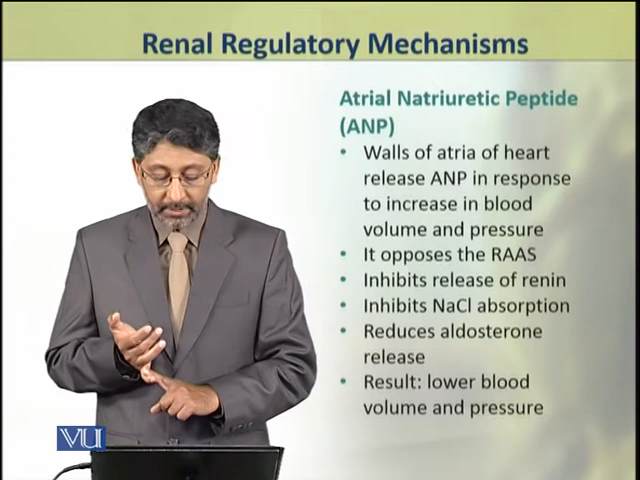 Renal Regulatory Mechanisms
Atrial Natriuretic Peptide
(ANP)
• Walls of atria of heart
release ANP in response
to increase in blood
volume and pressure
• It opposes the RAAS
• Inhibits release of renin
• Inhibits NaCl absorption
• Reduces aldosterone
release
• Result: lower blood
volume and pressure
VU